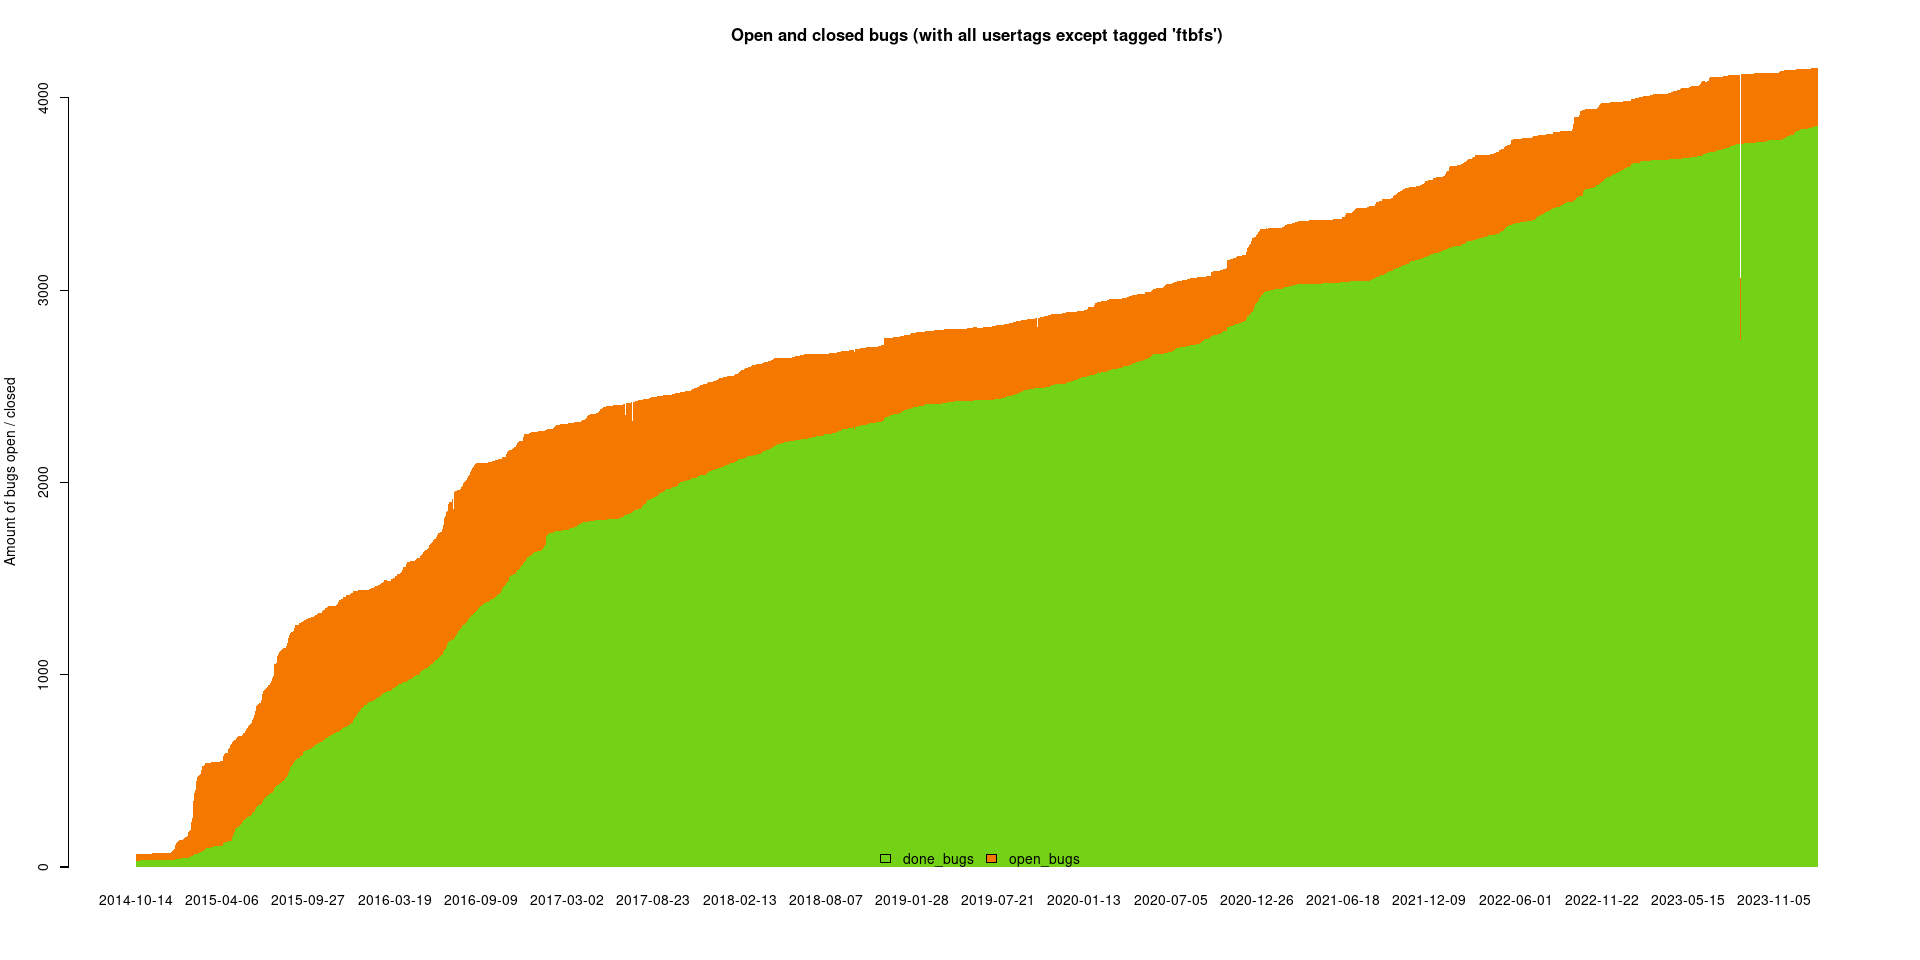 Open and closed bugs (with all usertags except tagged 'ftbfs')
Amount of bugs open / closed
4000
3000
2000
1000
0
done_bugs open_bugs
2014-10-14 2015-04-06 2015-09-27 2016-03-19 2016-09-09 2017-03-02 2017-08-23 2018-02-13 2018-08-07 2019-01-28 2019-07-21 2020-01-13 2020-07-05 2020-12-26 2021-06-18 2021-12-09 2022-06-01 2022-11-22 2023-05-15 2023-11-05